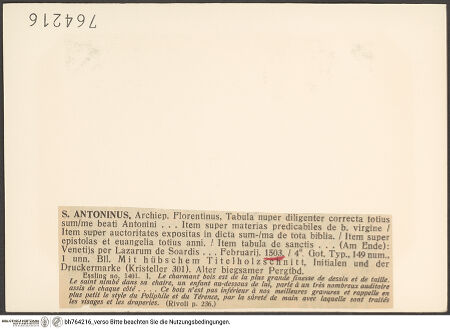 764216
S. ANTONINUS, Archiep. Florentinus, Tabula nuper diligenter correcta totius
sum/me beati Antonini . . . Item super materias predicabiles de b. virgine /
Item super auctoritates expositas in dicta sum-/ma de tota biblia. / Item super
epistolas et euangelia totius anni. / Item tabula de sanctis . . . (Am Ende):
Venetijs per Lazarum de Soardis . . . Februarij. 1503. / 4°. Got. Typ., 149 num.,
1 unn. Bll. Mit hübschem Titelholzschnitt, Initialen und der
Druckermarke (Kristeller 301). Alter biegsamer Pergtbd.
Essling no. 1401. 1. Le charmant bois est de la plus grande finesse de dessin et de taille.
Le saint nimbé dans sa chaire, un enfant au-dessous de lui, parle à un très nombreux auditoire
assis de chaque côté . . . . Ce bois n'est pas inférieur à nos meilleures gravures et rappelle en
plus petit le style du Poliphile et du Térence, par la sûreté de main avec laquelle sont traités
les visages et les draperies. (Rivoli p. 236.)
bh764216_verso Bitte beachten Sie die Nutzungsbedingungen.